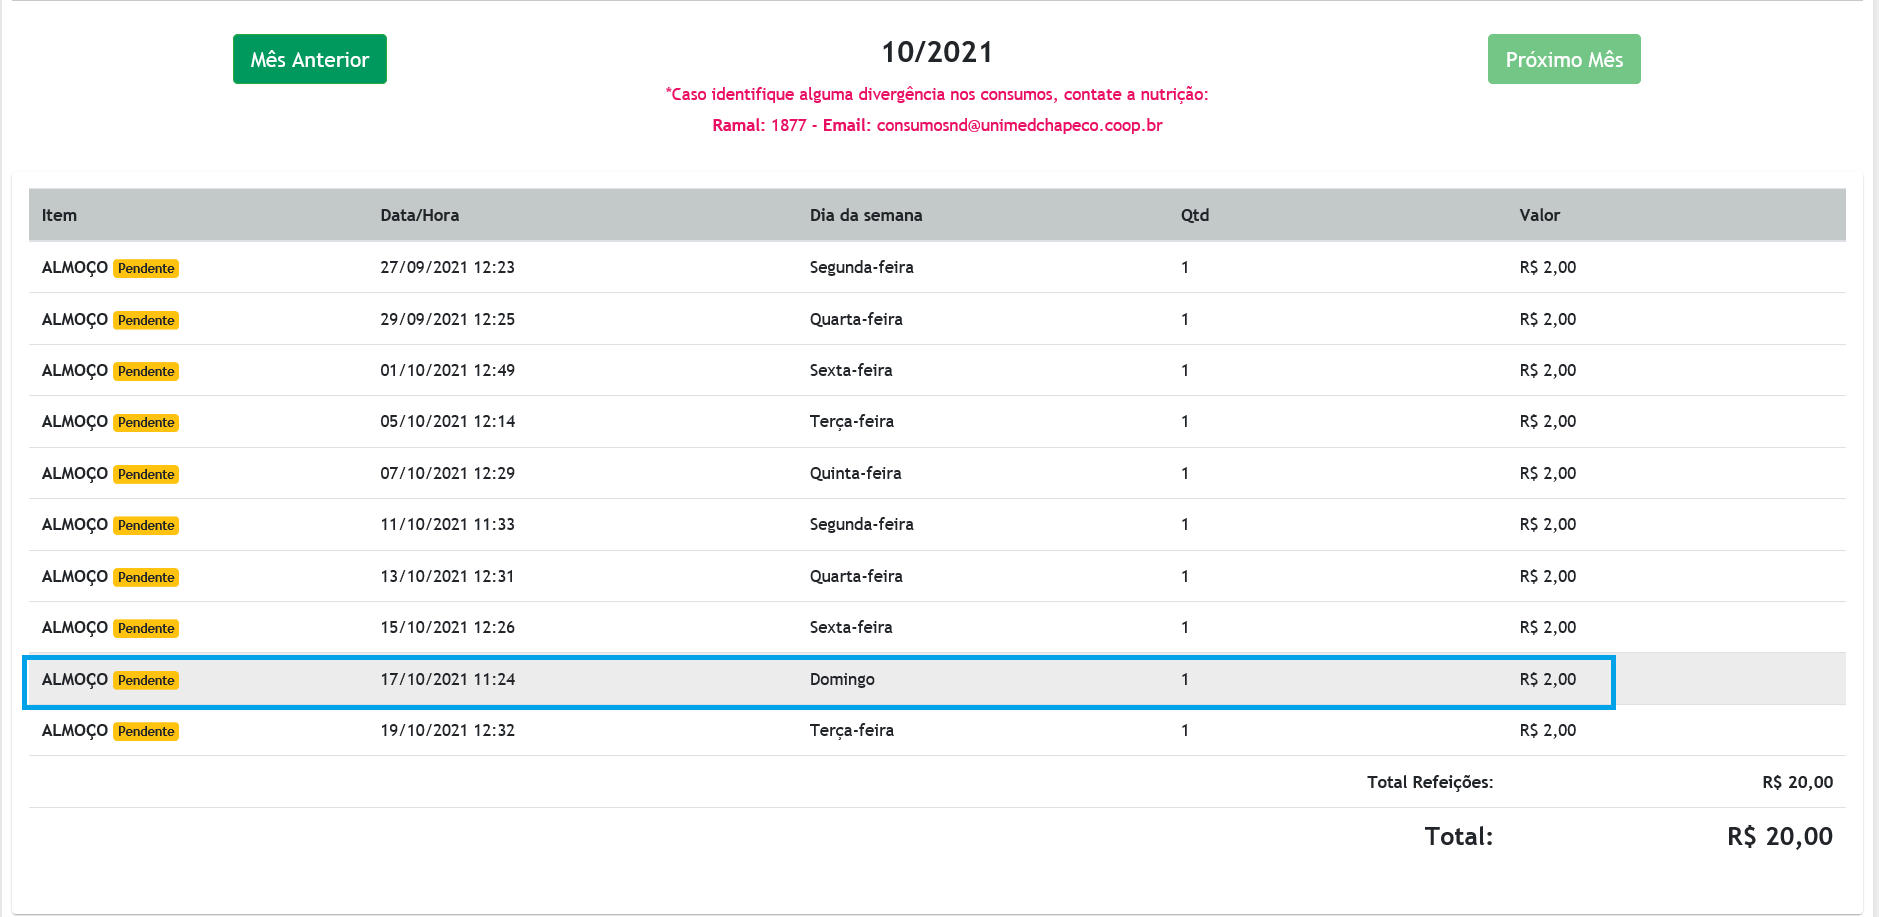 Mês Anterior
10/2021
Próximo Mês
*Caso identifique alguma divergência nos consumos, contate a nutrição:
Ramal: 1877 - Email: consumosnd@unimedchapeco.coop.br
Item Data/Hora Dia da semana Qtd Valor
ALMOÇO Pendente 27/09/2021 12:23 Segunda-feira 1 R$ 2,00
ALMOÇO Pendente 29/09/2021 12:25 Quarta-feira 1 R$ 2,00
ALMOÇO Pendente 01/10/2021 12:49 Sexta-feira 1 R$ 2,00
ALMOÇO Pendente 05/10/2021 12:14 Terça-feira 1 R$ 2,00
ALMOÇO Pendente 07/10/2021 12:29 Quinta-feira 1 R$ 2,00
ALMOÇO Pendente 11/10/2021 11:33 Segunda-feira 1 R$ 2,00
ALMOÇO Pendente 13/10/2021 12:31 Quarta-feira 1 R$ 2,00
ALMOÇO Pendente 15/10/2021 12:26 Sexta-feira 1 R$ 2,00
ALMOÇO Pendente 17/10/2021 11:24 Domingo 1 R$ 2,00
ALMOÇO Pendente 19/10/2021 12:32 Terça-feira 1 R$ 2,00
Total Refeições: R$ 20,00
Total: R$ 20,00